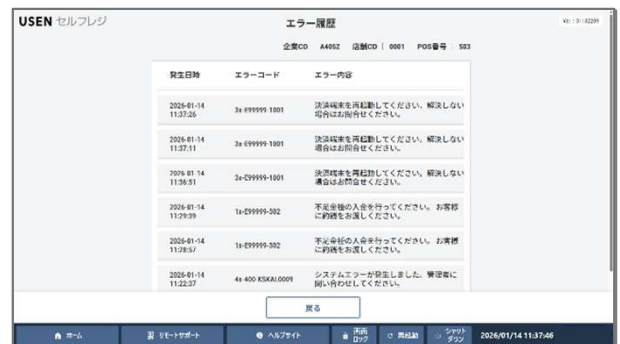 USEN セルフレジ
エラー履歴
企業CD A405Z 店舗CD 0001 POS番号 503
発生日時 エラーコード エラー内容
2026-01-14
11:37:26
3x-E99999-1001
決済端末を再起動してください、解決しない
場合はお問合せください。
2026-01-14
11:37:11
3x-E99999-1001
決済端末を再起動してください、解決しない
場合はお問合せください。
2026-01-14
11:36:51
3x-E99999-1001
決済端末を再起動してください、解決しない
場合はお問合せください。
2026-01-14
11:29:39
1x-E99999-302
不足金種の入金を行ってください。 お客様
に釣銭をお渡しください。
2026-01-14
11:28:57
1x-E99999-302
不足金種の入金を行ってください。 お客様
に釣銭をお渡しください。
2026-01-14
11:22:37
4x-400-KSKAL0009
システムエラーが発生しました、管理者に
問い合わせしてください。
戻る
ホーム
リモートサポート
ヘルプサイト
画面
ロック
再起動
シャット
ダウン
2026/01/14 11:37:46